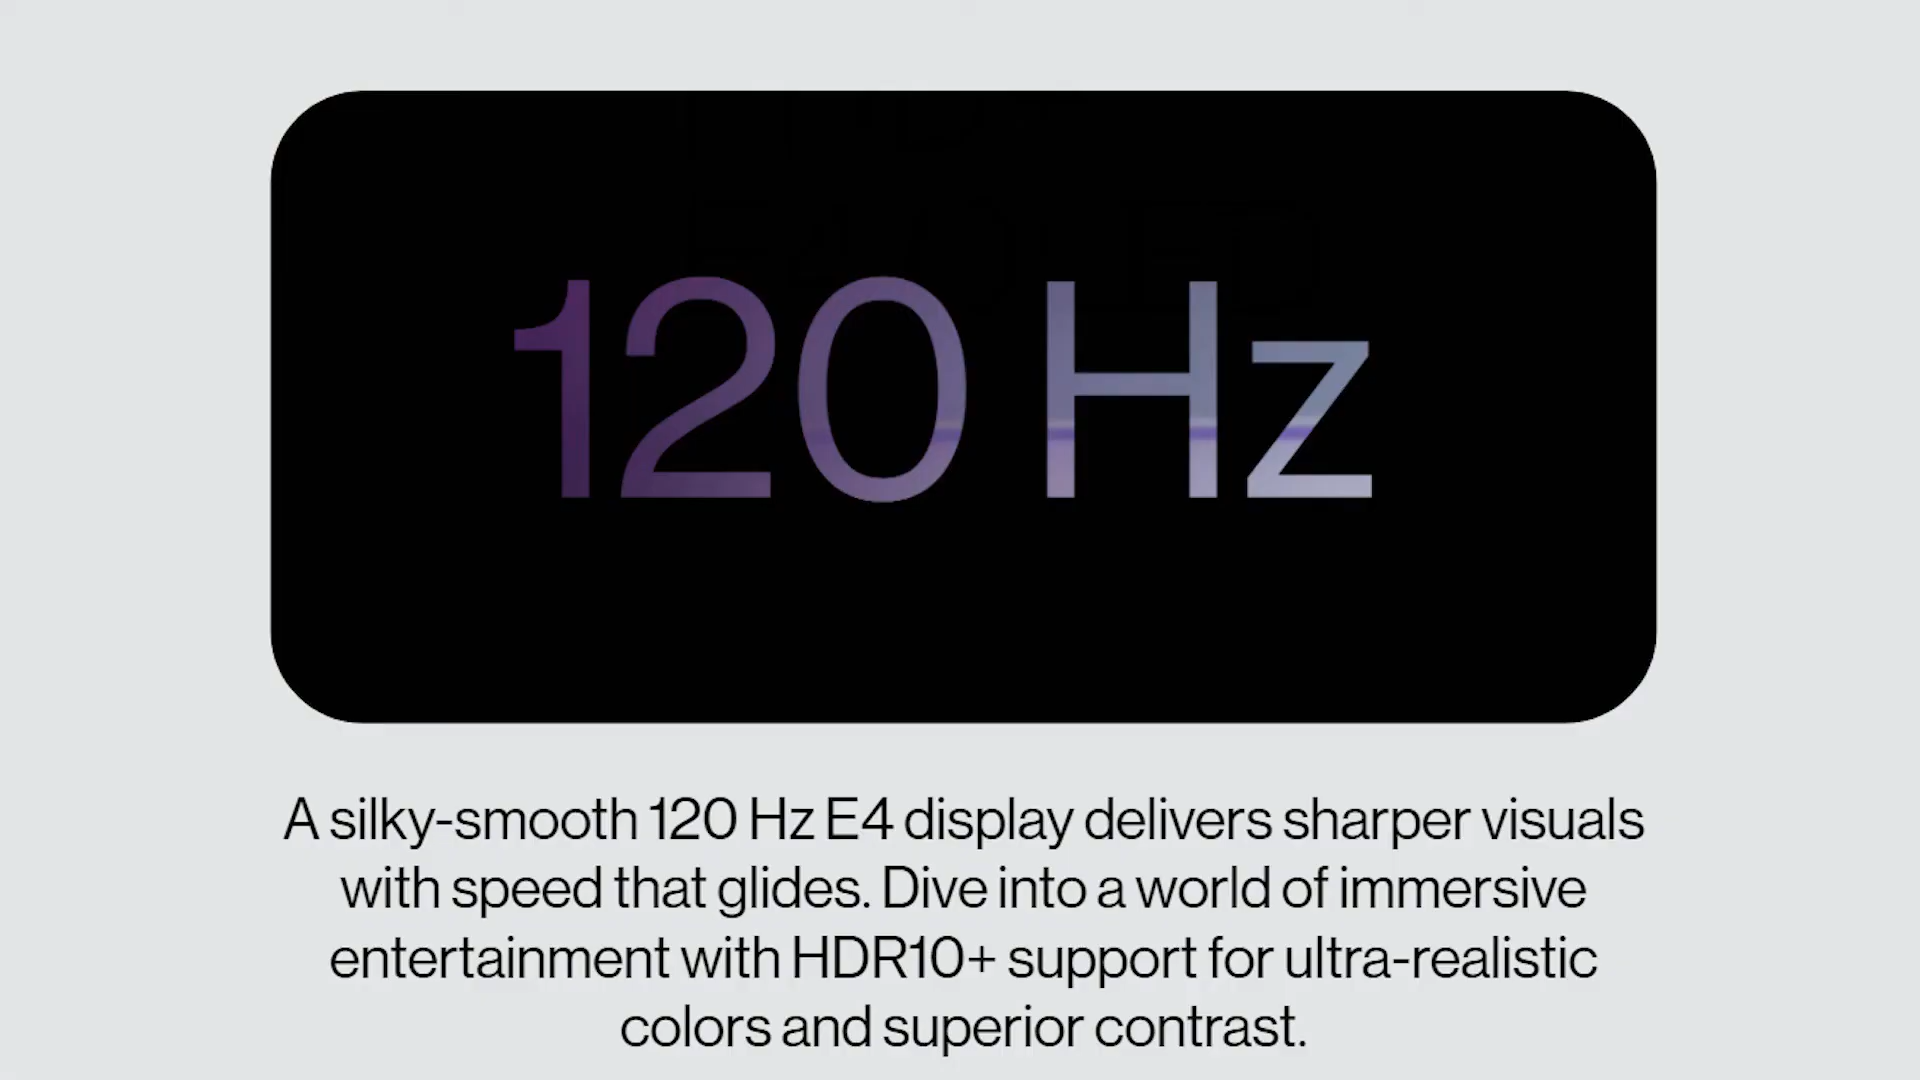 120 Hz
A silky-smooth 120 Hz E4 display delivers sharper visuals
with speed that glides. Dive into a world of immersive
entertainment with HDR10+ support for ultra-realistic
colors and superior contrast.